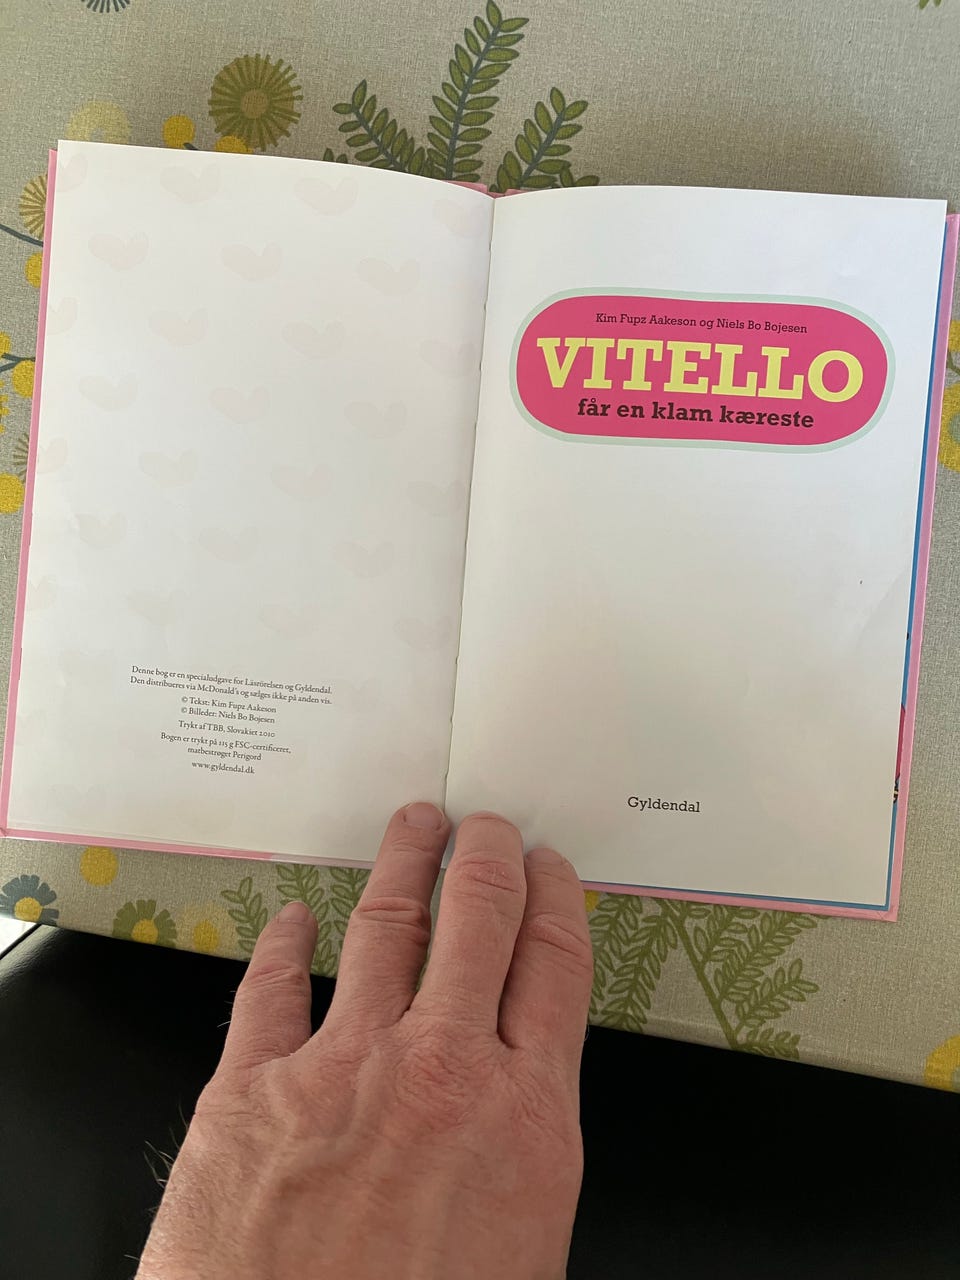 Denne bog er en specialudgave for Läsrörelsen og Gyldendal.
Den distribueres via McDonald's og sælges ikke på anden vis.
© Tekst: Kim Fupz Aakeson
© Billeder: Niels Bo Bojesen
Trykt af TBB, Slovakiet 2010
Bogen er trykt på 115 g FSC-certificeret,
matbestrøget Perigord
www.gyldendal.dk
Kim Fupz Aakeson og Niels Bo Bojesen
VITELLO
får en klam kæreste
Gyldendal